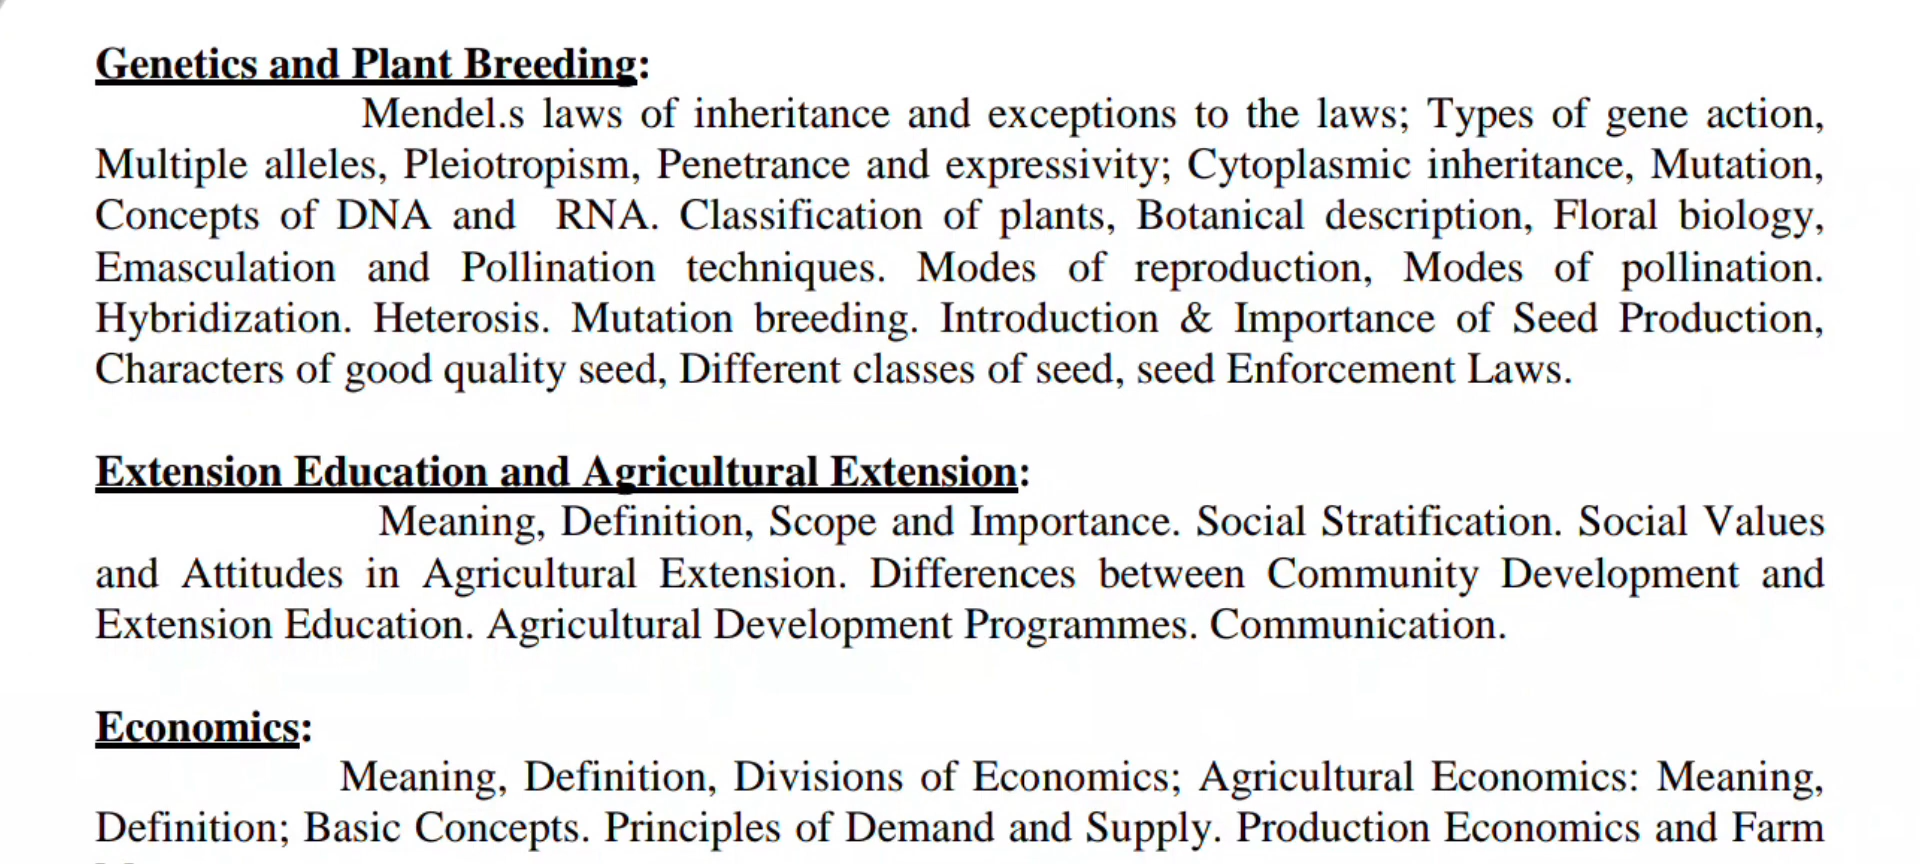 Genetics and Plant Breeding:
Mendel.s laws of inheritance and exceptions to the laws; Types of gene action,
Multiple alleles, Pleiotropism, Penetrance and expressivity; Cytoplasmic inheritance, Mutation,
Concepts of DNA and RNA. Classification of plants, Botanical description, Floral biology,
Emasculation and Pollination techniques. Modes of reproduction, Modes of pollination.
Hybridization. Heterosis. Mutation breeding. Introduction & Importance of Seed Production,
Characters of good quality seed, Different classes of seed, seed Enforcement Laws.
Extension Education and Agricultural Extension:
Meaning, Definition, Scope and Importance. Social Stratification. Social Values
and Attitudes in Agricultural Extension. Differences between Community Development and
Extension Education. Agricultural Development Programmes. Communication.
Economics:
Meaning, Definition, Divisions of Economics; Agricultural Economics: Meaning,
Definition; Basic Concepts. Principles of Demand and Supply. Production Economics and Farm